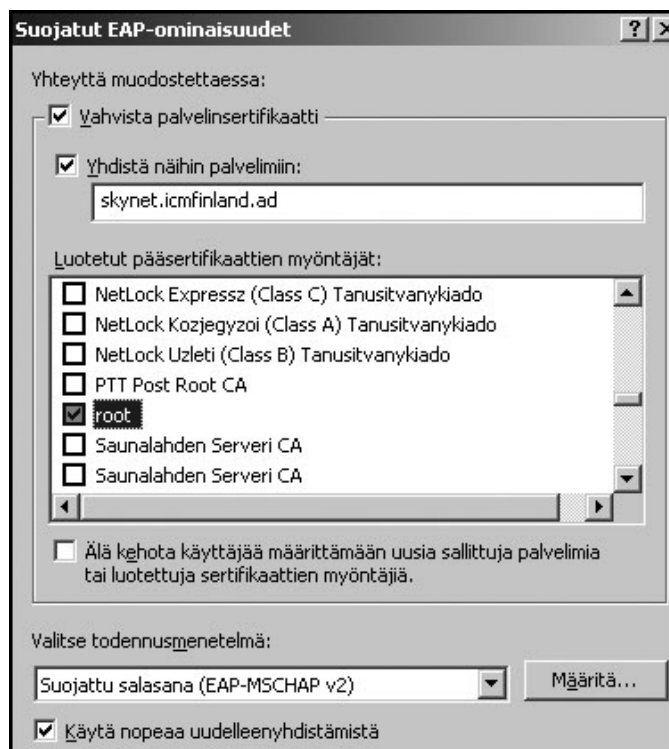 Suojatut EAP-ominaisuudet
Yhteyttä muodostettaessa:
Vahvista palvelinsertifikaatti
Yhdistä näihin palvelimiin:
skynet.icmfinland.ad
Luotetut pääsertifikaattien myöntäjät:
NetLock Expressz (Class C) Tanusitvanykiado
NetLock Kozjegyzoi (Class A) Tanusitvanykiado
NetLock Uzleti (Class B) Tanusitvanykiado
PTT Post Root CA
root
Saunalahden Serveri CA
Saunalahden Serveri CA
Älä kehota käyttäjää määrittämään uusia sallittuja palvelimia
tai luotettuja sertifikaattien myöntäjiä.
Valitse todennusmenetelmä:
Suojattu salasana (EAP-MSCHAP v2)
Määritä...
Käytä nopeaa uudelleenyhdistämistä